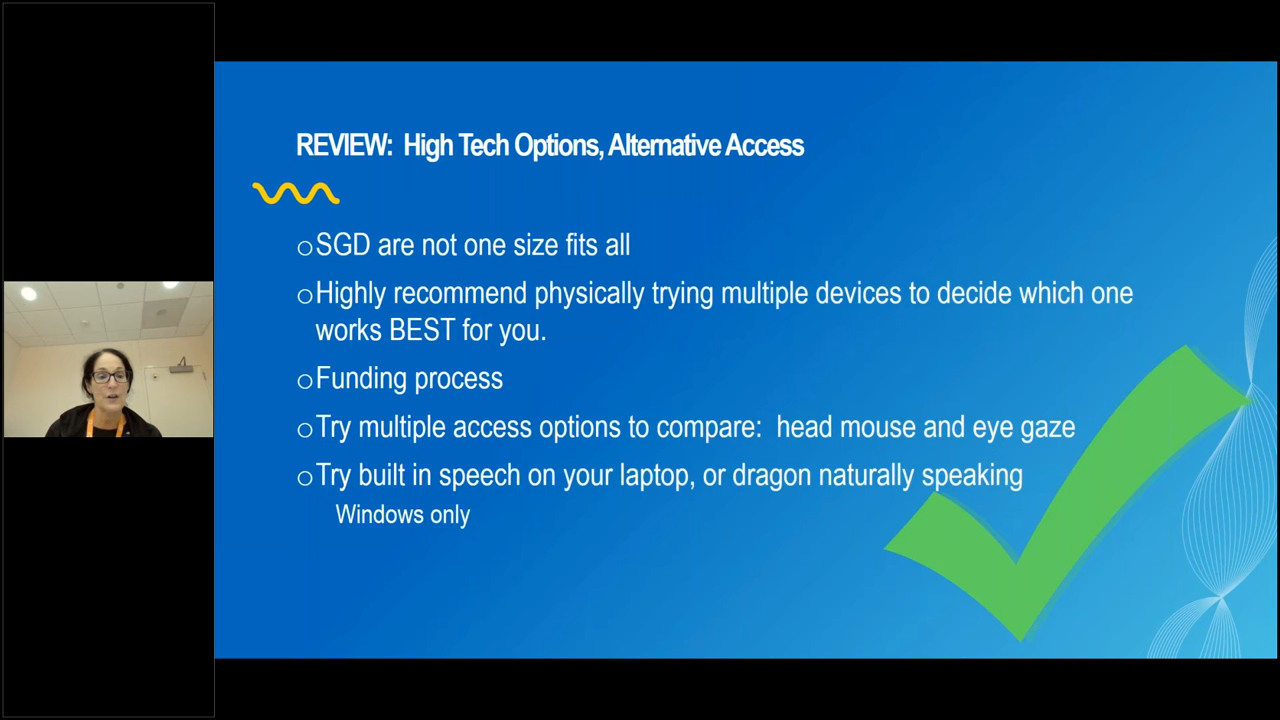 REVIEW: High Tech Options, Alternative Access
SGD are not one size fits all
Highly recommend physically trying multiple devices to decide which one
works BEST for you.
Funding process
Try multiple access options to compare: head mouse and eye gaze
Try built in speech on your laptop, or dragon naturally speaking
Windows only